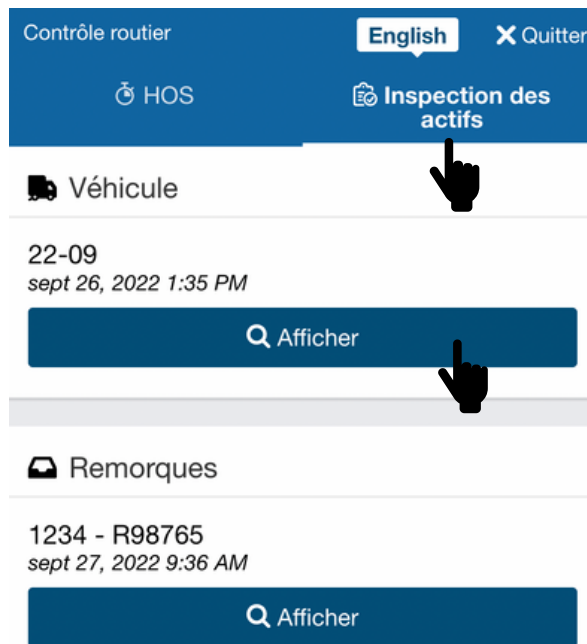 Contrôle routier
English
Quitter
HOS
Inspection des
actifs
Véhicule
22-09
sept 26, 2022 1:35 PM
Afficher
Remorques
1234 - R98765
sept 27, 2022 9:36 AM
Afficher